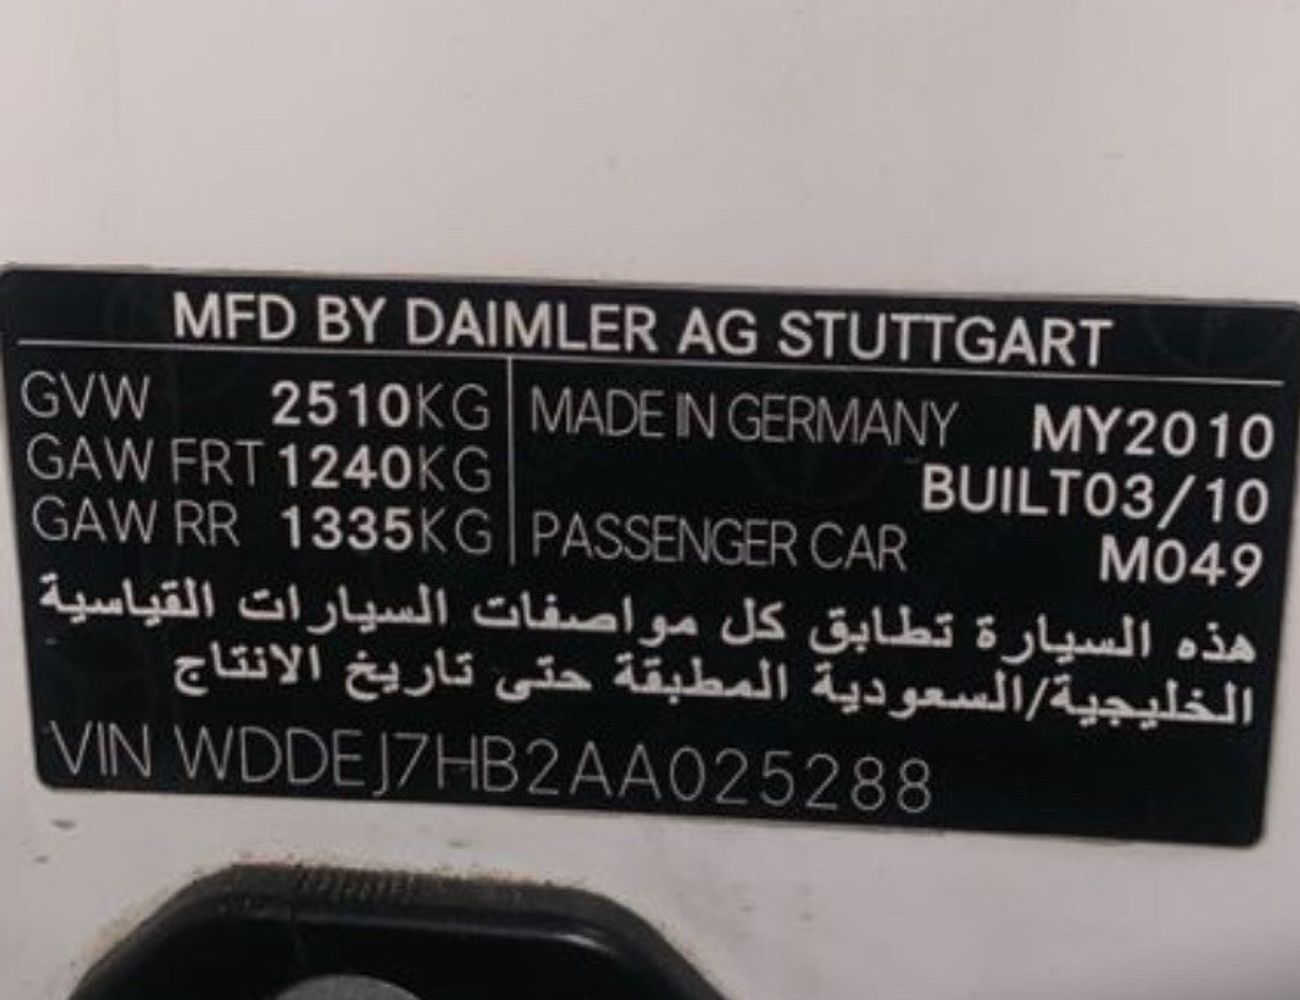 MFD BY DAIMLER AG STUTTGART
GVW 2510KG MADE IN GERMANY MY2010
GAW FRT 1240KG BUILT03/10
GAW RR 1335KG PASSENGER CAR M049
هذه السيارة تطابق كل مواصفات السيارات القياسية
الخليجية/السعودية المطبقة حتى تاريخ الانتاج
VIN WDDEJ7HB2AA025288